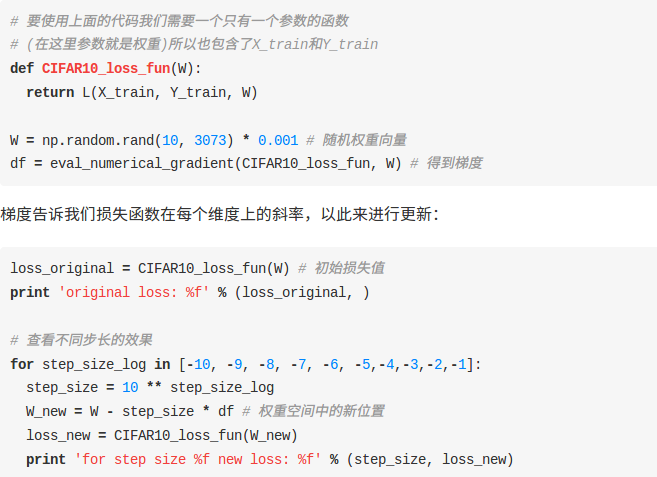 # 要使用上面的代码我们需要一个只有一个参数的函数
# (在这里参数就是权重)所以也包含了X_train和Y_train
def CIFAR10_loss_fun(W):
  return L(X_train, Y_train, W)

W = np.random.rand(10, 3073) * 0.001 # 随机权重向量
df = eval_numerical_gradient(CIFAR10_loss_fun, W) # 得到梯度
梯度告诉我们损失函数在每个维度上的斜率，以此来进行更新：
loss_original = CIFAR10_loss_fun(W) # 初始损失值
print 'original loss: %f' % (loss_original, )

# 查看不同步长的效果
for step_size_log in [-10, -9, -8, -7, -6, -5,-4,-3,-2,-1]:
  step_size = 10 ** step_size_log
  W_new = W - step_size * df # 权重空间中的新位置
  loss_new = CIFAR10_loss_fun(W_new)
  print 'for step size %f new loss: %f' % (step_size, loss_new)